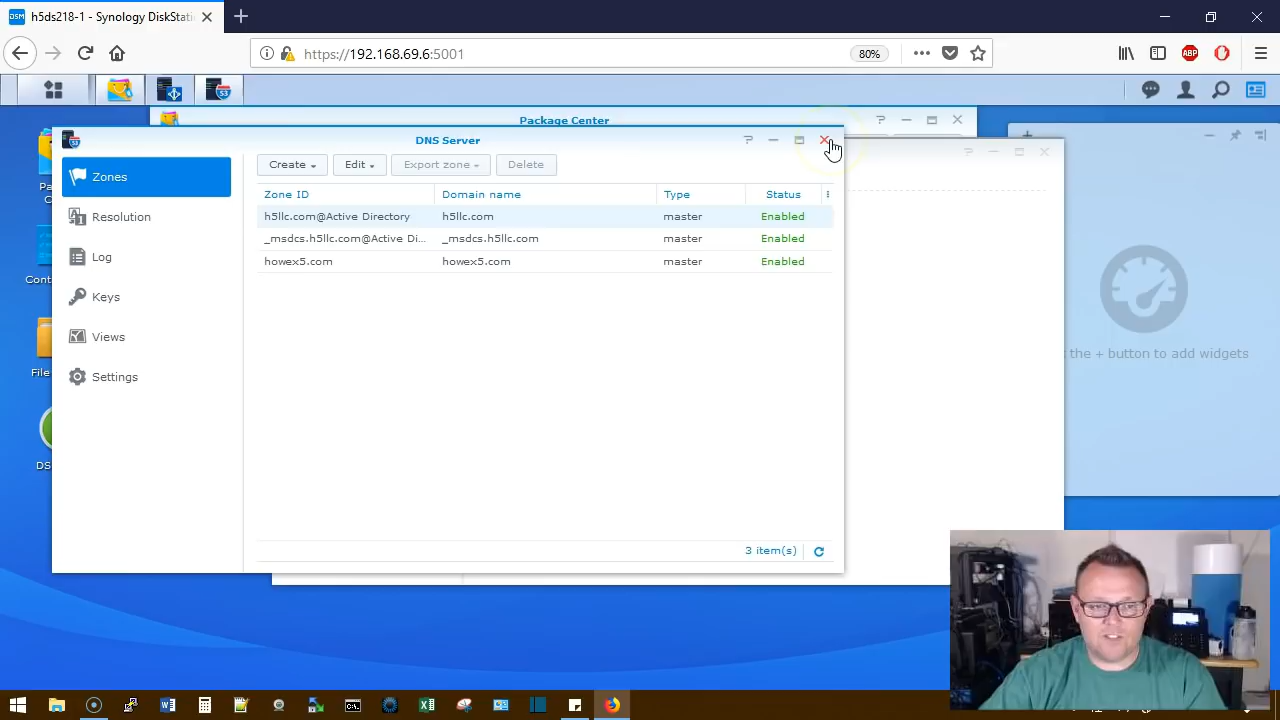 h5ds218-1 - Synology DiskStati
https://192.168.69.6:5001
80%
ABP
Package Center
DNS Server
Zones
Resolution
Log
Keys
Views
Settings
Create
Edit
Export zone
Delete
Zone ID Domain name Type Status
h5llc.com@Active Directory h5llc.com master Enabled
_msdcs.h5llc.com@Active Di... _msdcs.h5llc.com master Enabled
howex5.com howex5.com master Enabled
3 item(s)
Pa
C
Cont
File
DS
the + button to add widgets